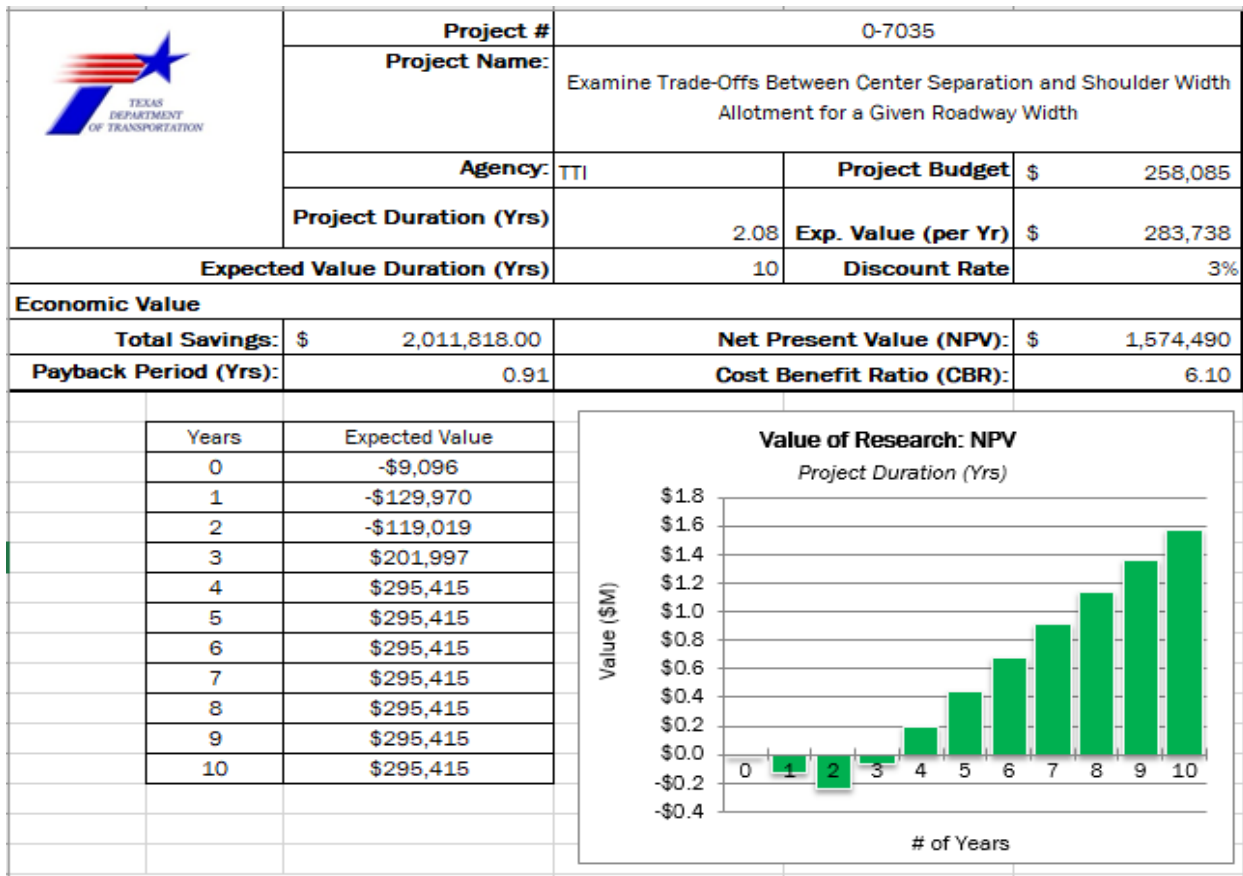 TEXAS
DEPARTMENT
OF TRANSPORTATION
Project # 0-7035
Project Name: Examine Trade-Offs Between Center Separation and Shoulder Width
Allotment for a Given Roadway Width
Agency: TTI Project Budget $ 258,085
Project Duration (Yrs) 2.08 Exp. Value (per Yr) $ 283,738
Expected Value Duration (Yrs) 10 Discount Rate 3%
Economic Value
Total Savings: $ 2,011,818.00 Net Present Value (NPV): $ 1,574,490
Payback Period (Yrs): 0.91 Cost Benefit Ratio (CBR): 6.10
Years Expected Value
0 -$9,096
1 -$129,970
2 -$119,019
3 $201,997
4 $295,415
5 $295,415
6 $295,415
7 $295,415
8 $295,415
9 $295,415
10 $295,415
Value of Research: NPV
Project Duration (Yrs)
Value ($M)
$1.8
$1.6
$1.4
$1.2
$1.0
$0.8
$0.6
$0.4
$0.2
$0.0
-$0.2
-$0.4
0 1 2 3 4 5 6 7 8 9 10
# of Years